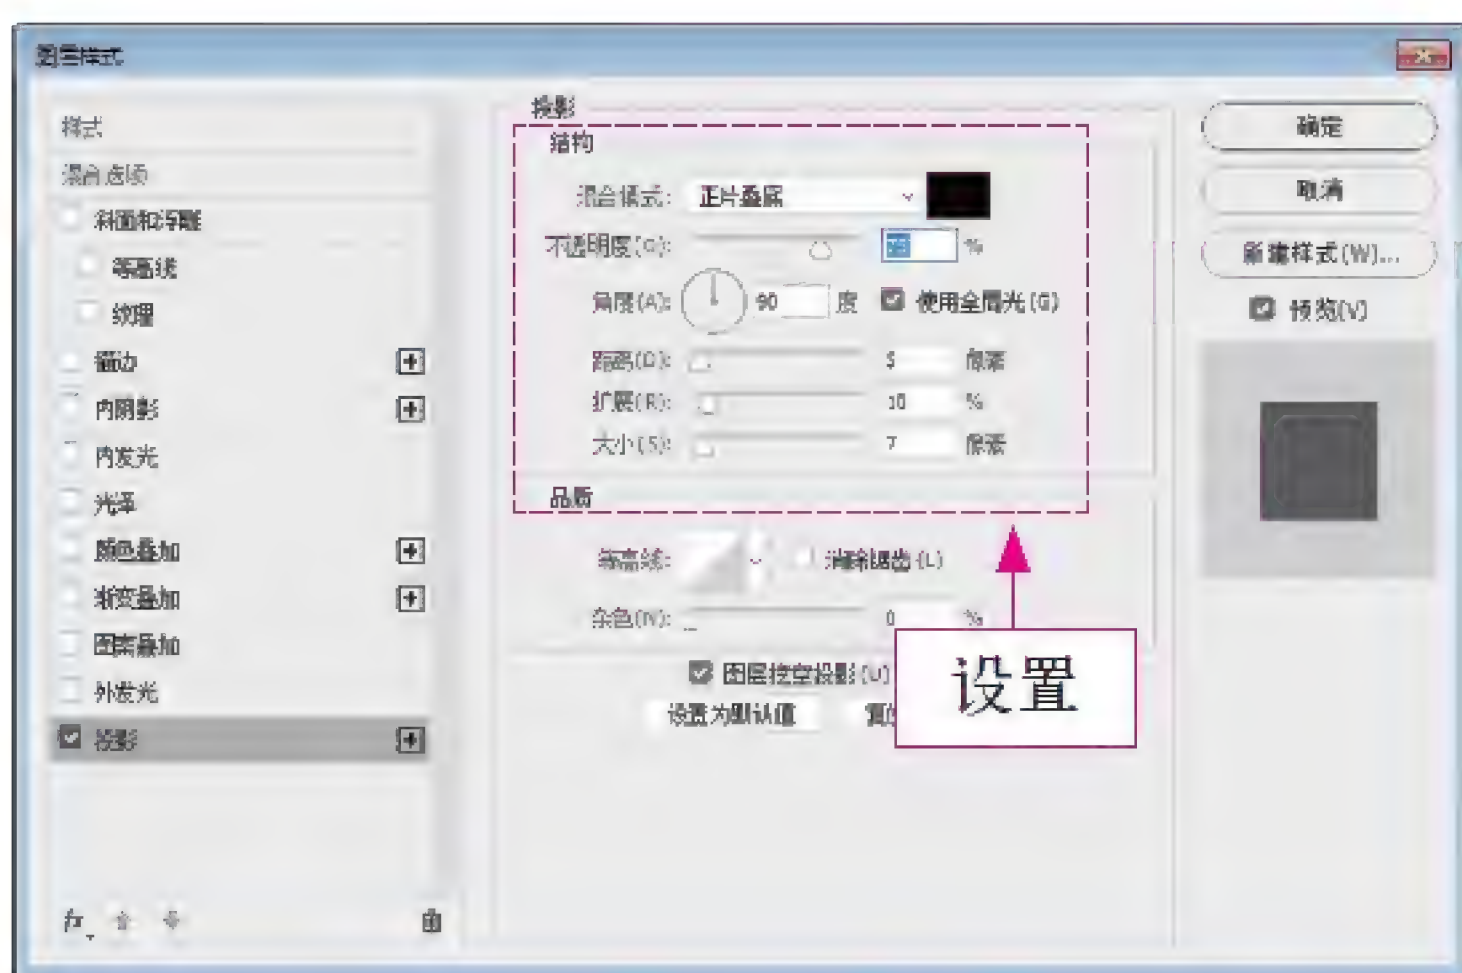 图层样式
样式
混合选项
斜面和浮雕
等高线
纹理
描边
内阴影
内发光
光泽
颜色叠加
渐变叠加
图案叠加
外发光
投影
fx
投影
结构
混合模式: 正片叠底
不透明度(O): 75 %
角度(A): 90 度 使用全局光(G)
距离(D): 5 像素
扩展(R): 10 %
大小(S): 7 像素
品质
等高线: 消除锯齿(L)
杂色(N): 0 %
图层挖空投影(U)
设置为默认值
设置
确定
取消
新建样式(W)...
预览(V)